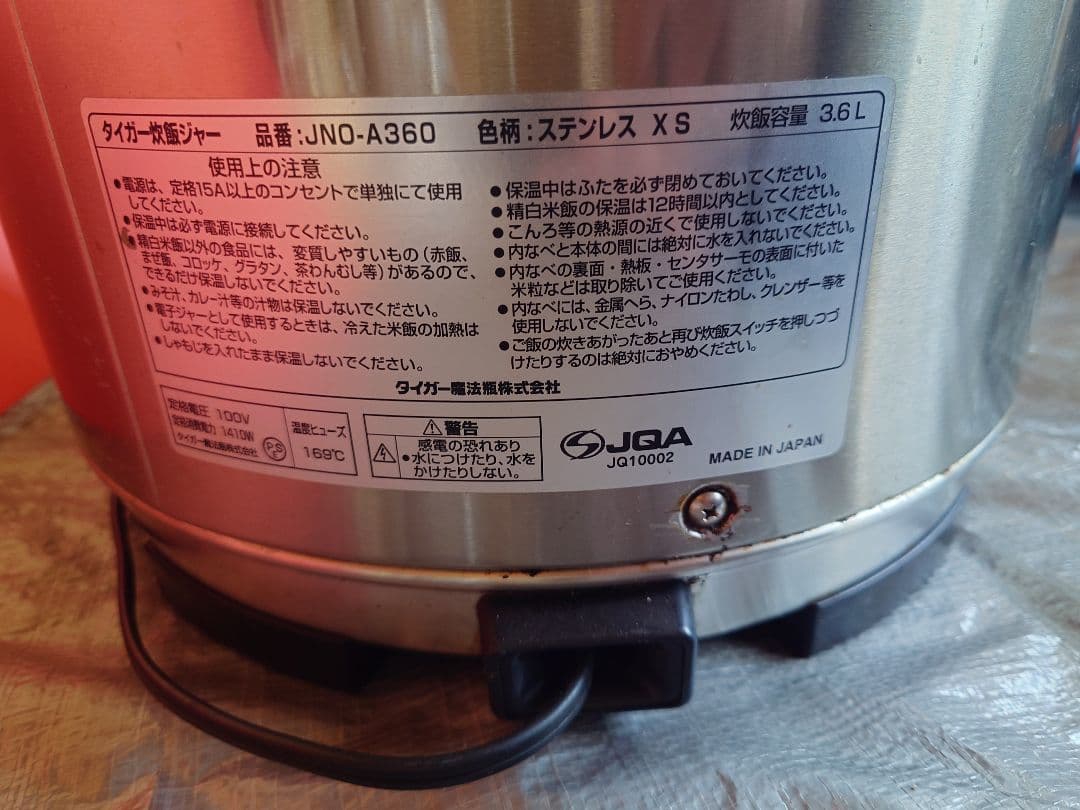 タイガー炊飯ジャー 品番:JNO-A360 色柄:ステンレス XS 炊飯容量 3.6L
使用上の注意
●電源は、定格15A以上のコンセントで単独にて使用
してください。
●保温中は必ず電源に接続してください。
●精白米飯以外の食品には、変質しやすいもの(赤飯、
まぜ飯、コロッケ、グラタン、茶わんむし等)があるので、
できるだけ保温しないでください。
●みそ汁、カレー汁等の汁物は保温しないでください。
●電子ジャーとして使用するときは、冷えた米飯の加熱は
しないでください。
●しゃもじを入れたまま保温しないでください。
●保温中はふたを必ず閉めておいてください。
●精白米飯の保温は12時間以内としてください。
●こんろ等の熱源の近くで使用しないでください。
●内なべと本体の間には絶対に水を入れないでください。
●内なべの裏面・熱板・センタサーモの表面に付いた
米粒などは取り除いてご使用ください。
●内なべには、金属へら、ナイロンたわし、クレンザー等を
使用しないでください。
●ご飯の炊きあがったあと再び炊飯スイッチを押しつづ
けたりするのは絶対におやめください。
タイガー魔法瓶株式会社
定格電圧 100V
定格消費電力 1410W
タイガー魔法瓶株式会社
PS
温度ヒューズ
169℃
警告
感電の恐れあり
●水につけたり、水を
かけたりしない。
JQA
JQ10002
MADE IN JAPAN